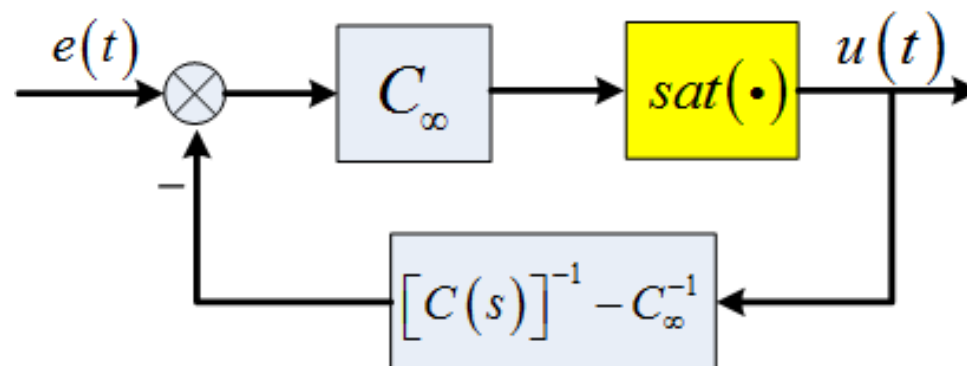 e(t)
C∞
sat(•)
u(t)
−
[C(s)]⁻¹ − C∞⁻¹